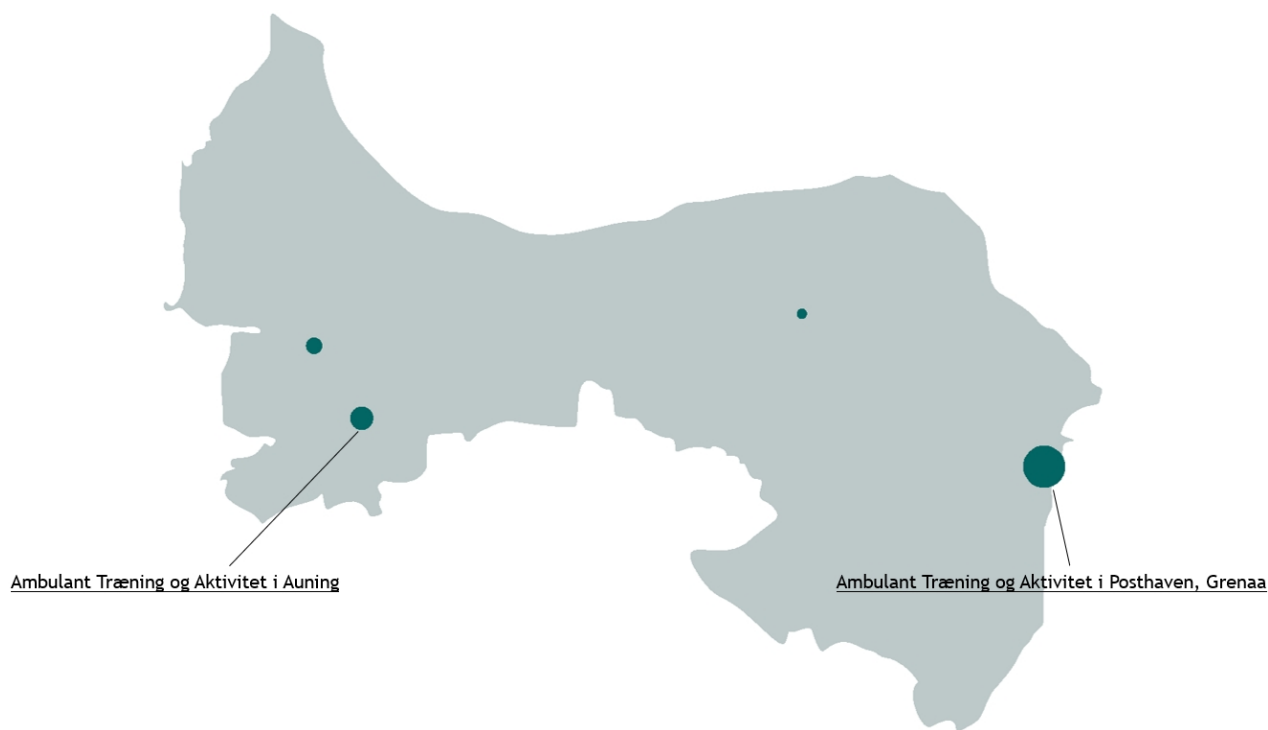 Ambulant Træning og Aktivitet i Auning
Ambulant Træning og Aktivitet i Posthaven, Grenaa